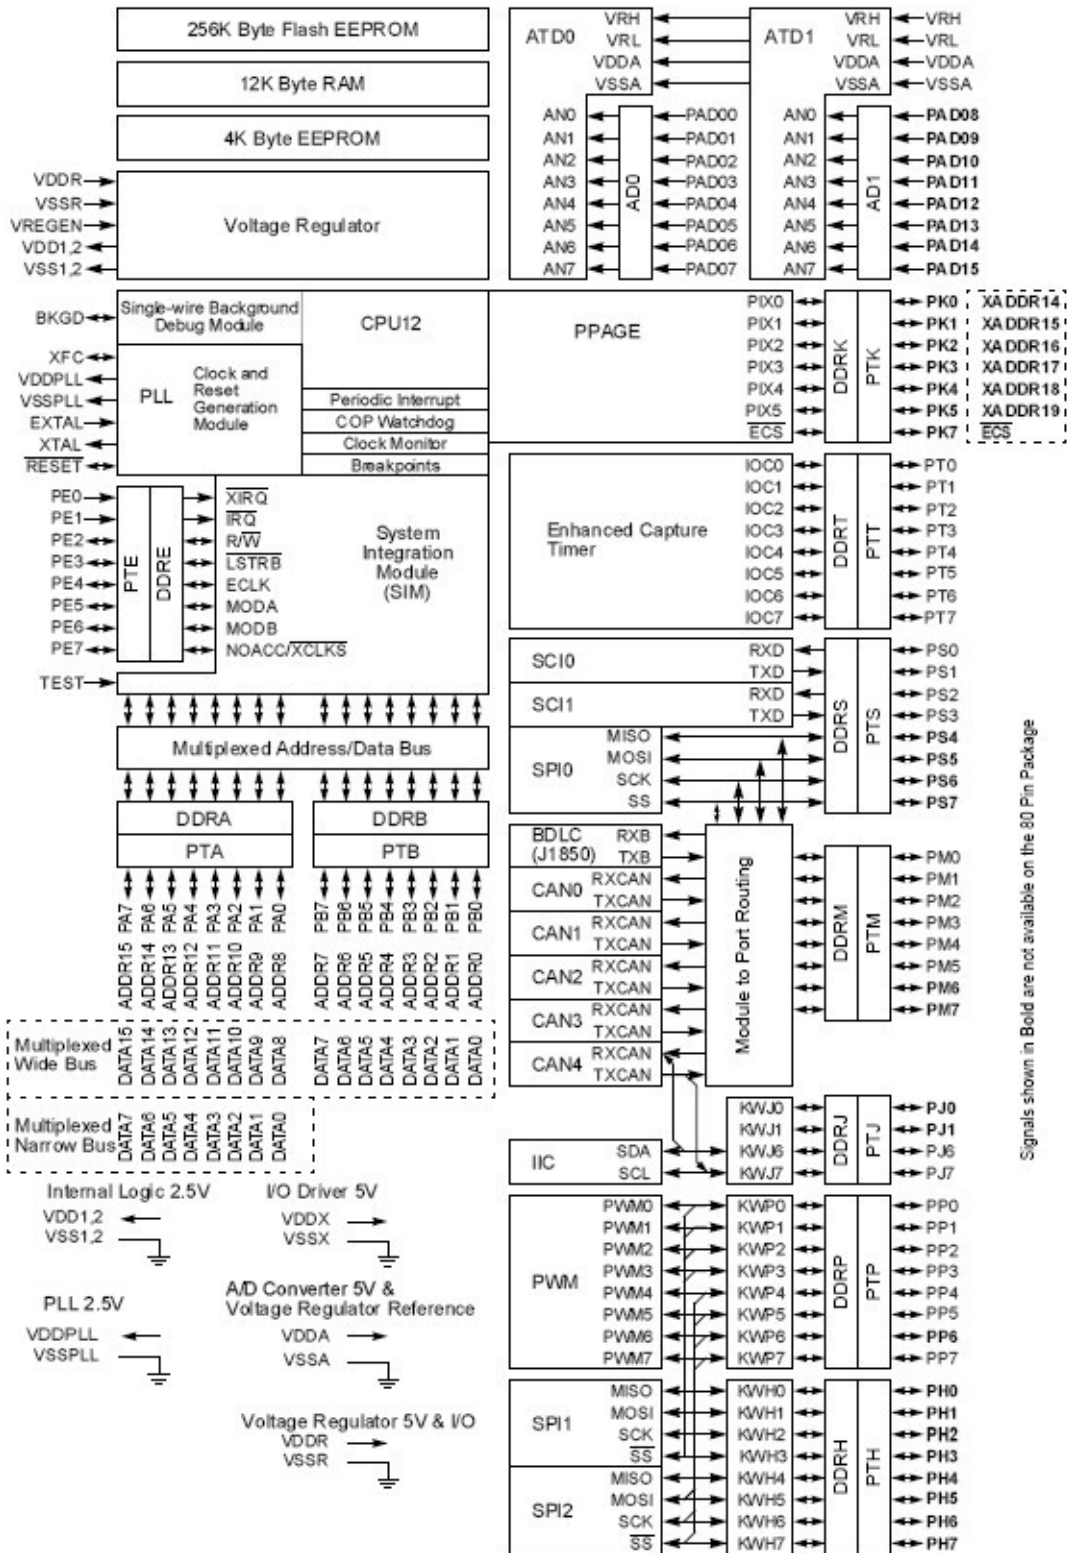 256K Byte Flash EEPROM
12K Byte RAM
4K Byte EEPROM
VDDR
VSSR
VREGEN
VDD1,2
VSS1,2
Voltage Regulator
ATD0
VRH
VRL
VDDA
VSSA
AN0
AN1
AN2
AN3
AN4
AN5
AN6
AN7
AD0
PAD00
PAD01
PAD02
PAD03
PAD04
PAD05
PAD06
PAD07
ATD1
VRH
VRL
VDDA
VSSA
VRH
VRL
VDDA
VSSA
AN0
AN1
AN2
AN3
AN4
AN5
AN6
AN7
AD1
PAD08
PAD09
PAD10
PAD11
PAD12
PAD13
PAD14
PAD15
BKGD
XFC
VDDPLL
VSSPLL
EXTAL
XTAL
RESET
Single-wire Background
Debug Module
CPU12
PLL
Clock and
Reset
Generation
Module
Periodic Interrupt
COP Watchdog
Clock Monitor
Breakpoints
PPAGE
PIX0
PIX1
PIX2
PIX3
PIX4
PIX5
ECS
DDRK
PTK
PK0 XADDR14
PK1 XADDR15
PK2 XADDR16
PK3 XADDR17
PK4 XADDR18
PK5 XADDR19
PK7 ECS
PE0
PE1
PE2
PE3
PE4
PE5
PE6
PE7
TEST
PTE
DDRE
XIRQ
IRQ
R/W
LSTRB
ECLK
MODA
MODB
NOACC/XCLKS
System
Integration
Module
(SIM)
Enhanced Capture
Timer
IOC0
IOC1
IOC2
IOC3
IOC4
IOC5
IOC6
IOC7
DDRT
PTT
PT0
PT1
PT2
PT3
PT4
PT5
PT6
PT7
SCI0
RXD
TXD
SCI1
RXD
TXD
SPI0
MISO
MOSI
SCK
SS
DDRS
PTS
PS0
PS1
PS2
PS3
PS4
PS5
PS6
PS7
Multiplexed Address/Data Bus
DDRA
PTA
DDRB
PTB
PA7
PA6
PA5
PA4
PA3
PA2
PA1
PA0
PB7
PB6
PB5
PB4
PB3
PB2
PB1
PB0
ADDR15
ADDR14
ADDR13
ADDR12
ADDR11
ADDR10
ADDR9
ADDR8
ADDR7
ADDR6
ADDR5
ADDR4
ADDR3
ADDR2
ADDR1
ADDR0
Multiplexed
Wide Bus
DATA15
DATA14
DATA13
DATA12
DATA11
DATA10
DATA9
DATA8
DATA7
DATA6
DATA5
DATA4
DATA3
DATA2
DATA1
DATA0
Multiplexed
Narrow Bus
DATA7
DATA6
DATA5
DATA4
DATA3
DATA2
DATA1
DATA0
BDLC
(J1850)
RXB
TXB
CAN0
RXCAN
TXCAN
CAN1
RXCAN
TXCAN
CAN2
RXCAN
TXCAN
CAN3
RXCAN
TXCAN
CAN4
RXCAN
TXCAN
Module to Port Routing
DDRM
PTM
PM0
PM1
PM2
PM3
PM4
PM5
PM6
PM7
IIC
SDA
SCL
KWJ0
KWJ1
KWJ6
KWJ7
DDRJ
PTJ
PJ0
PJ1
PJ6
PJ7
PWM
PWM0
PWM1
PWM2
PWM3
PWM4
PWM5
PWM6
PWM7
KWP0
KWP1
KWP2
KWP3
KWP4
KWP5
KWP6
KWP7
DDRP
PTP
PP0
PP1
PP2
PP3
PP4
PP5
PP6
PP7
SPI1
MISO
MOSI
SCK
SS
SPI2
MISO
MOSI
SCK
SS
KWH0
KWH1
KWH2
KWH3
KWH4
KWH5
KWH6
KWH7
DDRH
PTH
PH0
PH1
PH2
PH3
PH4
PH5
PH6
PH7
Internal Logic 2.5V
VDD1,2
VSS1,2
I/O Driver 5V
VDDX
VSSX
PLL 2.5V
VDDPLL
VSSPLL
A/D Converter 5V &
Voltage Regulator Reference
VDDA
VSSA
Voltage Regulator 5V & I/O
VDDR
VSSR
Signals shown in Bold are not available on the 80 Pin Package